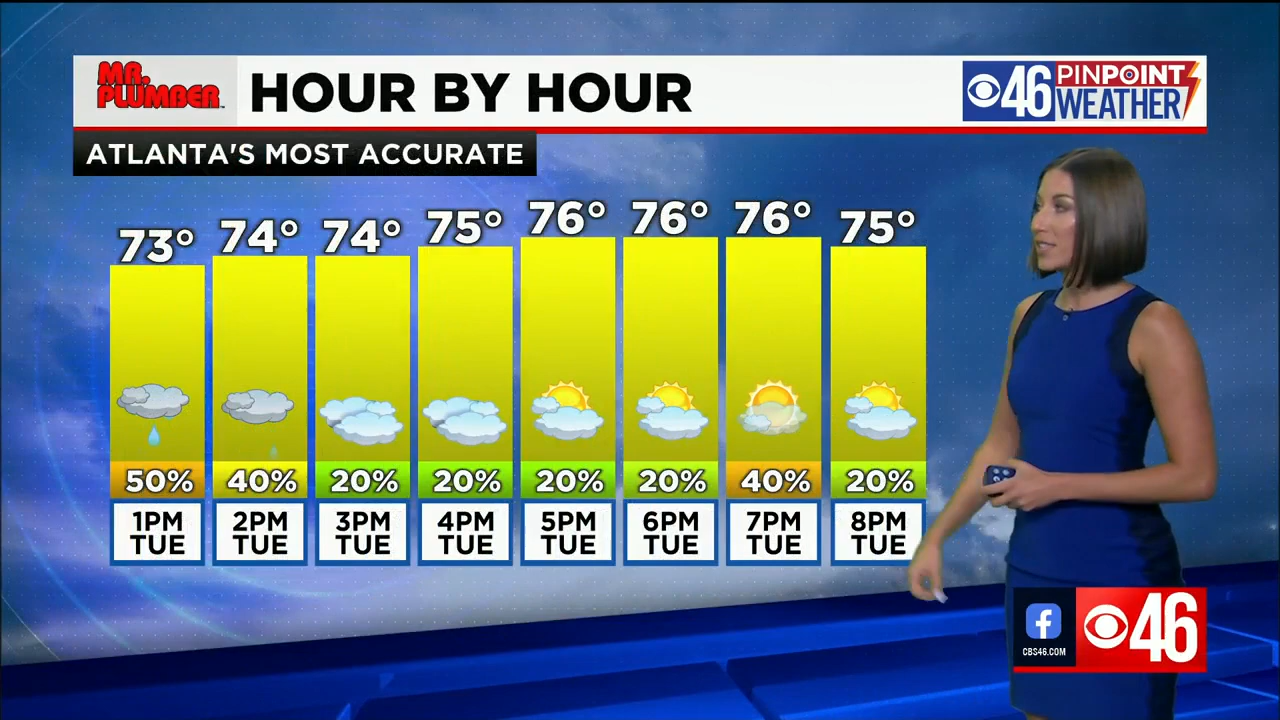 MR.
PLUMBER
HOUR BY HOUR
46 PINPOINT
WEATHER
ATLANTA'S MOST ACCURATE
73° 74° 74° 75° 76° 76° 76° 75°
50% 40% 20% 20% 20% 20% 40% 20%
1PM 2PM 3PM 4PM 5PM 6PM 7PM 8PM
TUE TUE TUE TUE TUE TUE TUE TUE
f
46
CBS46.COM